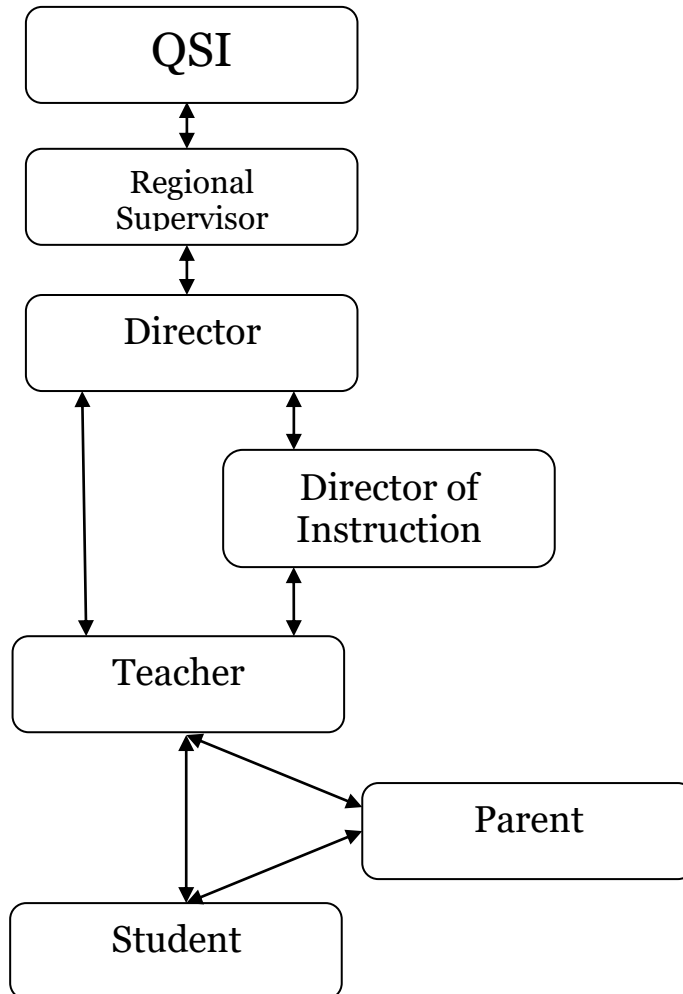 QSI
Regional
Supervisor
Director
Director of
Instruction
Teacher
Parent
Student